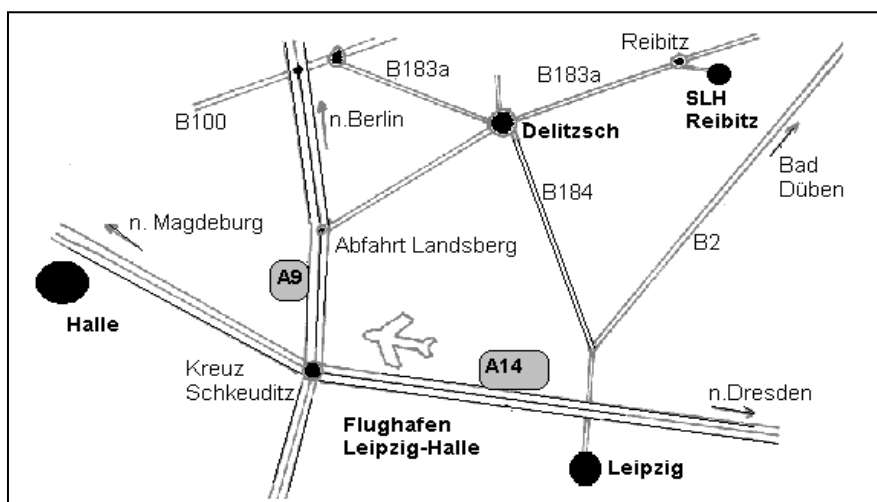 Reibitz
B183a
B183a
SLH
Reibitz
B100
n.Berlin
Delitzsch
Bad
Düben
B184
n. Magdeburg
Abfahrt Landsberg
B2
A9
Halle
Kreuz
Schkeuditz
A14
n.Dresden
Flughafen
Leipzig-Halle
Leipzig